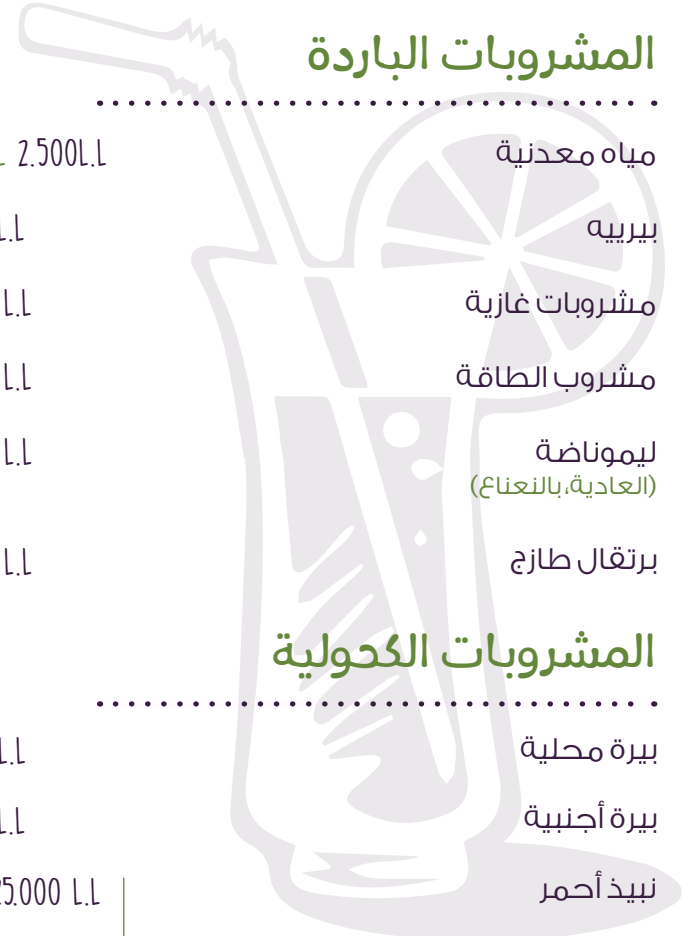 المشروبات الباردة
مياه معدنية 2.500L.L
بيرييه L.L
مشروبات غازية L.L
مشروب الطاقة L.L
ليموناضة L.L
(العادية،بالنعناع)
برتقال طازج L.L
المشروبات الكحولية
بيرة محلية L.L
بيرة أجنبية L.L
نبيذ أحمر 25.000 L.L